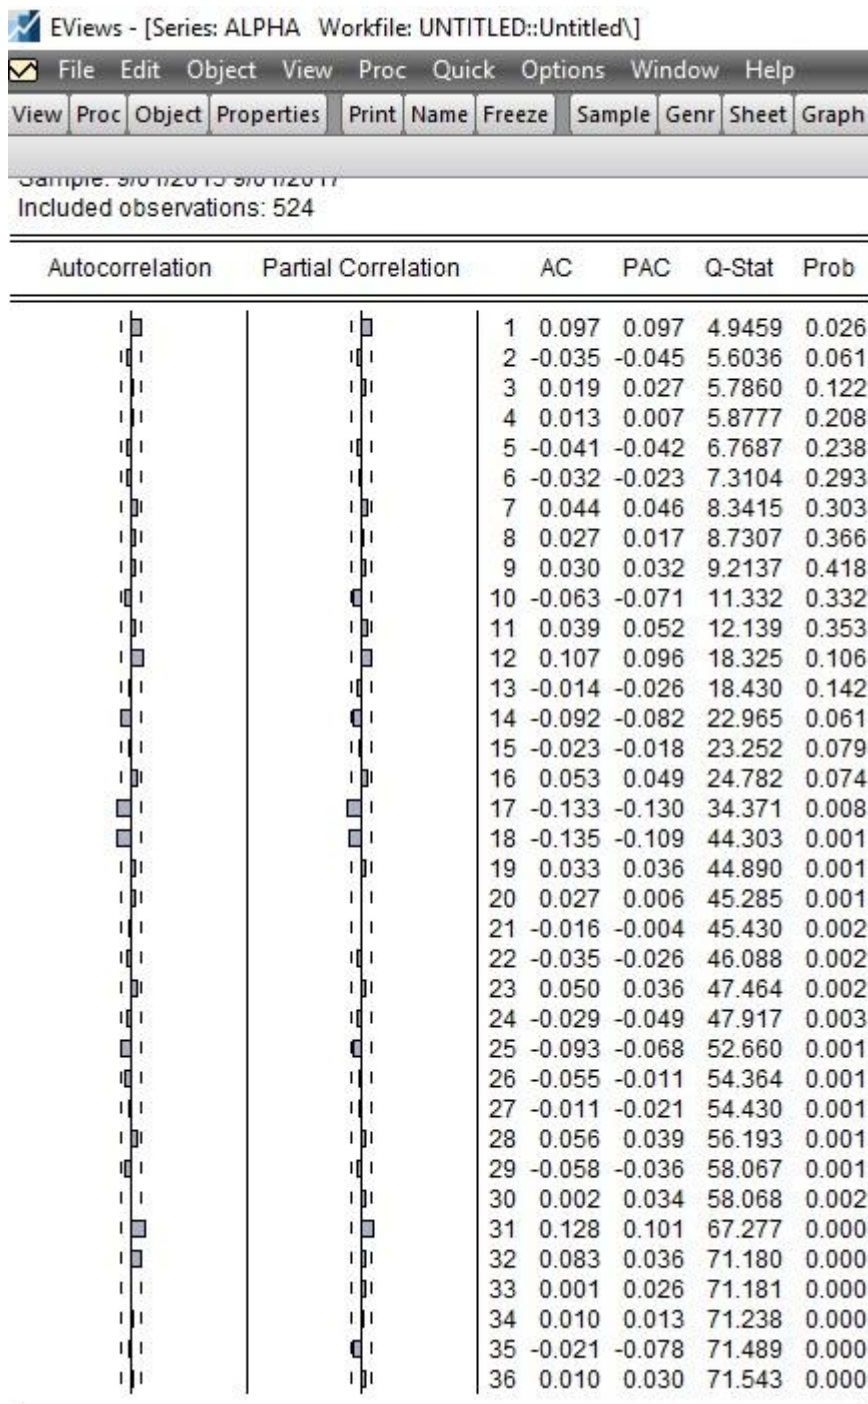 EViews - [Series: ALPHA Workfile: UNTITLED::Untitled\]
File Edit Object View Proc Quick Options Window Help
View Proc Object Properties Print Name Freeze Sample Genr Sheet Graph
Sample: 9/01/2015 9/01/2017
Included observations: 524
Autocorrelation Partial Correlation AC PAC Q-Stat Prob
1 0.097 0.097 4.9459 0.026
2 -0.035 -0.045 5.6036 0.061
3 0.019 0.027 5.7860 0.122
4 0.013 0.007 5.8777 0.208
5 -0.041 -0.042 6.7687 0.238
6 -0.032 -0.023 7.3104 0.293
7 0.044 0.046 8.3415 0.303
8 0.027 0.017 8.7307 0.366
9 0.030 0.032 9.2137 0.418
10 -0.063 -0.071 11.332 0.332
11 0.039 0.052 12.139 0.353
12 0.107 0.096 18.325 0.106
13 -0.014 -0.026 18.430 0.142
14 -0.092 -0.082 22.965 0.061
15 -0.023 -0.018 23.252 0.079
16 0.053 0.049 24.782 0.074
17 -0.133 -0.130 34.371 0.008
18 -0.135 -0.109 44.303 0.001
19 0.033 0.036 44.890 0.001
20 0.027 0.006 45.285 0.001
21 -0.016 -0.004 45.430 0.002
22 -0.035 -0.026 46.088 0.002
23 0.050 0.036 47.464 0.002
24 -0.029 -0.049 47.917 0.003
25 -0.093 -0.068 52.660 0.001
26 -0.055 -0.011 54.364 0.001
27 -0.011 -0.021 54.430 0.001
28 0.056 0.039 56.193 0.001
29 -0.058 -0.036 58.067 0.001
30 0.002 0.034 58.068 0.002
31 0.128 0.101 67.277 0.000
32 0.083 0.036 71.180 0.000
33 0.001 0.026 71.181 0.000
34 0.010 0.013 71.238 0.000
35 -0.021 -0.078 71.489 0.000
36 0.010 0.030 71.543 0.000